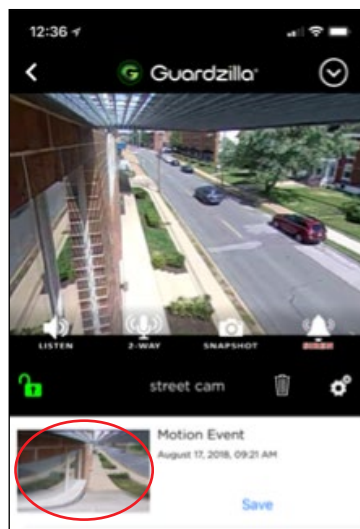 12:36
Guardzilla
LISTEN
2-WAY
SNAPSHOT
street cam
Motion Event
August 17, 2018, 09:21 AM
Save